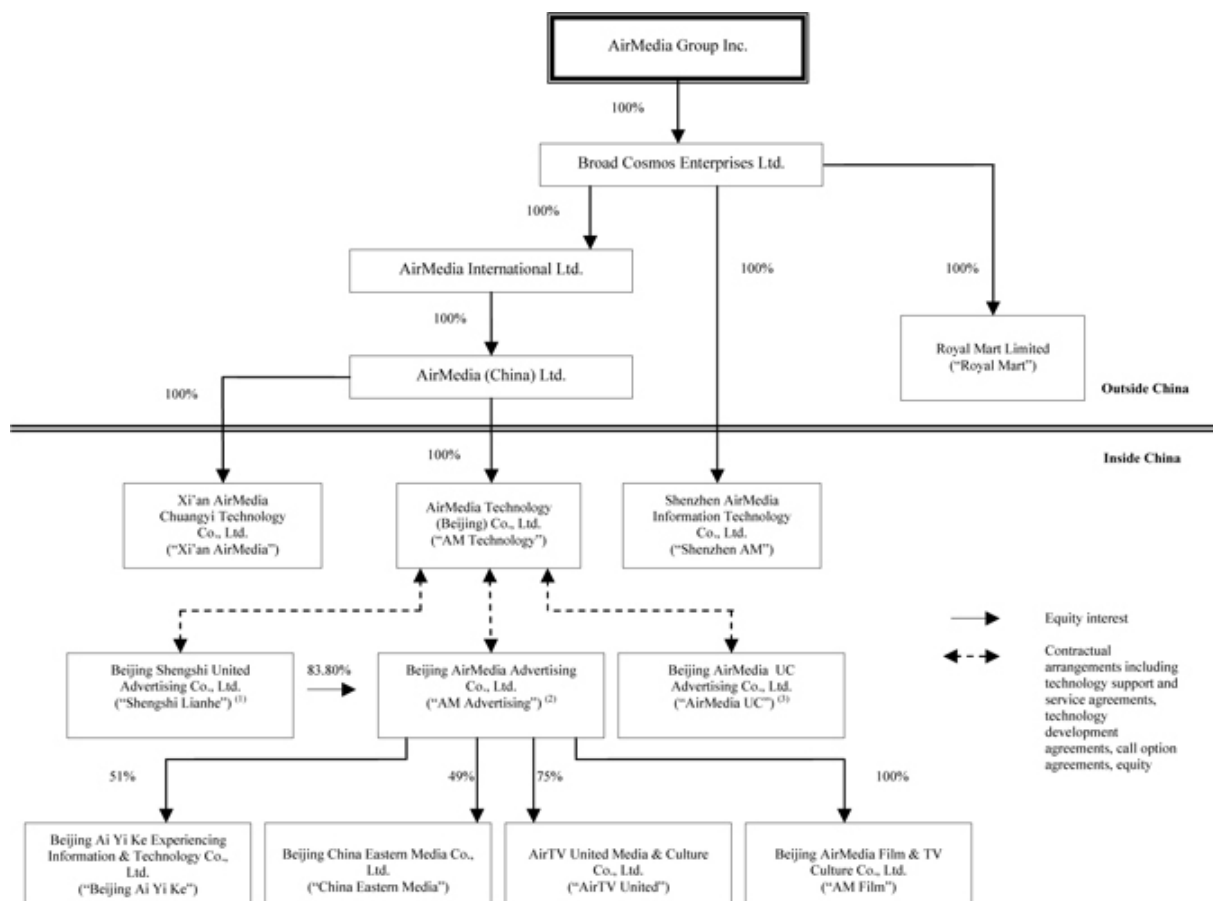 AirMedia Group Inc.
100%
Broad Cosmos Enterprises Ltd.
100%
AirMedia International Ltd.
100%
100%
100%
AirMedia (China) Ltd.
Royal Mart Limited
(“Royal Mart”)
100%
Outside China
Inside China
100%
Xi’an AirMedia
Chuangyi Technology
Co., Ltd.
(“Xi’an AirMedia”)
AirMedia Technology
(Beijing) Co., Ltd.
(“AM Technology”)
Shenzhen AirMedia
Information Technology
Co., Ltd.
(“Shenzhen AM”)
Equity interest
Contractual
arrangements including
technology support and
service agreements,
technology
development
agreements, call option
agreements, equity
Beijing Shengshi United
Advertising Co., Ltd.
(“Shengshi Lianhe”) (1)
83.80%
Beijing AirMedia Advertising
Co., Ltd.
(“AM Advertising”) (2)
Beijing AirMedia UC
Advertising Co., Ltd.
(“AirMedia UC”) (3)
51%
49%
75%
100%
Beijing Ai Yi Ke Experiencing
Information & Technology Co.,
Ltd.
(“Beijing Ai Yi Ke”)
Beijing China Eastern Media Co.,
Ltd.
(“China Eastern Media”)
AirTV United Media & Culture
Co., Ltd.
(“AirTV United”)
Beijing AirMedia Film & TV
Culture Co., Ltd.
(“AM Film”)